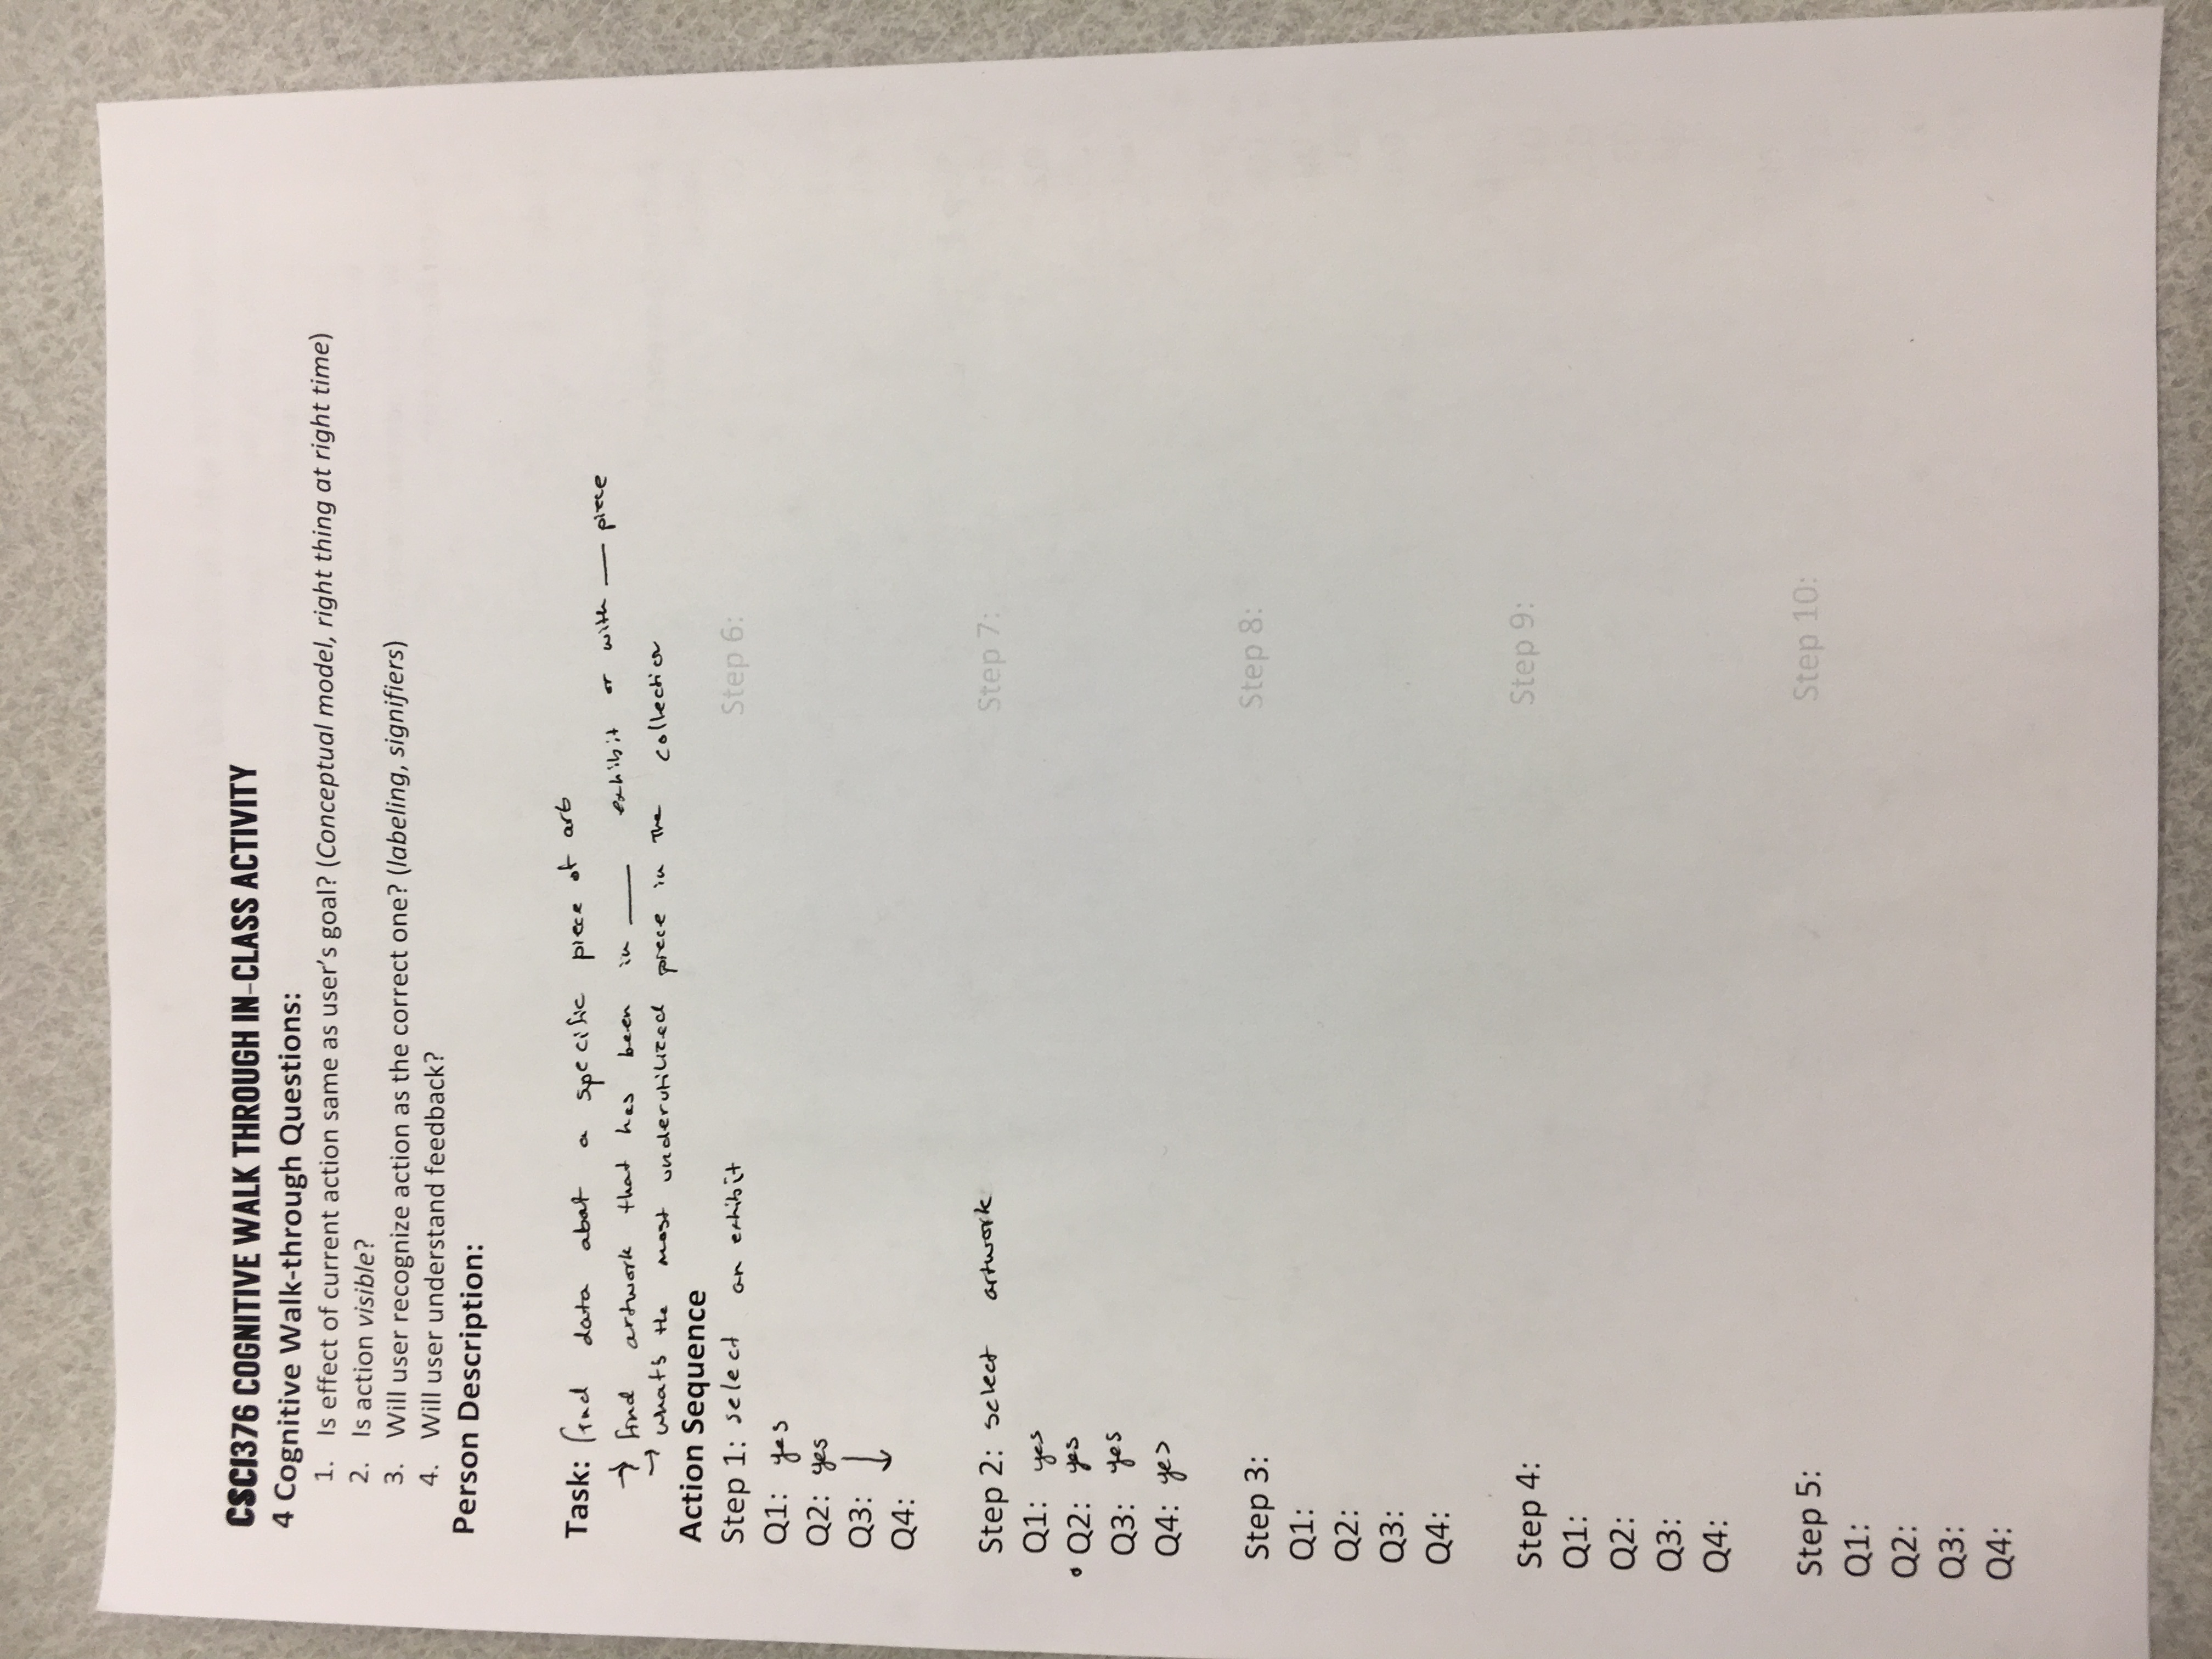 CSCI376 COGNITIVE WALK THROUGH IN-CLASS ACTIVITY
4 Cognitive Walk-through Questions:
1. Is effect of current action same as user's goal? (Conceptual model, right thing at right time)
2. Is action visible?
3. Will user recognize action as the correct one? (labeling, signifiers)
4. Will user understand feedback?
Person Description:
Task: find data abat a specific piece of art
→ find artwork that has been in ___ exhibit or with ___ piece
→ what's the most underutilized piece in the collection
Action Sequence
Step 1: select an exhibit
Q1: yes
Q2: yes
Q3: ↓
Q4:
Step 2: select artwork
Q1: yes
• Q2: yes
Q3: yes
Q4: yes
Step 3:
Q1:
Q2:
Q3:
Q4:
Step 4:
Q1:
Q2:
Q3:
Q4:
Step 5:
Q1:
Q2:
Q3:
Q4:
Step 6:
Step 7:
Step 8:
Step 9:
Step 10: